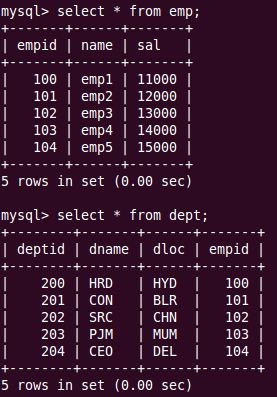 mysql> select * from emp;
+-------+------+-------+
| empid | name | sal   |
+-------+------+-------+
|   100 | emp1 | 11000 |
|   101 | emp2 | 12000 |
|   102 | emp3 | 13000 |
|   103 | emp4 | 14000 |
|   104 | emp5 | 15000 |
+-------+------+-------+
5 rows in set (0.00 sec)

mysql> select * from dept;
+--------+-------+------+-------+
| deptid | dname | dloc | empid |
+--------+-------+------+-------+
|    200 | HRD   | HYD  |   100 |
|    201 | CON   | BLR  |   101 |
|    202 | SRC   | CHN  |   102 |
|    203 | PJM   | MUM  |   103 |
|    204 | CEO   | DEL  |   104 |
+--------+-------+------+-------+
5 rows in set (0.00 sec)